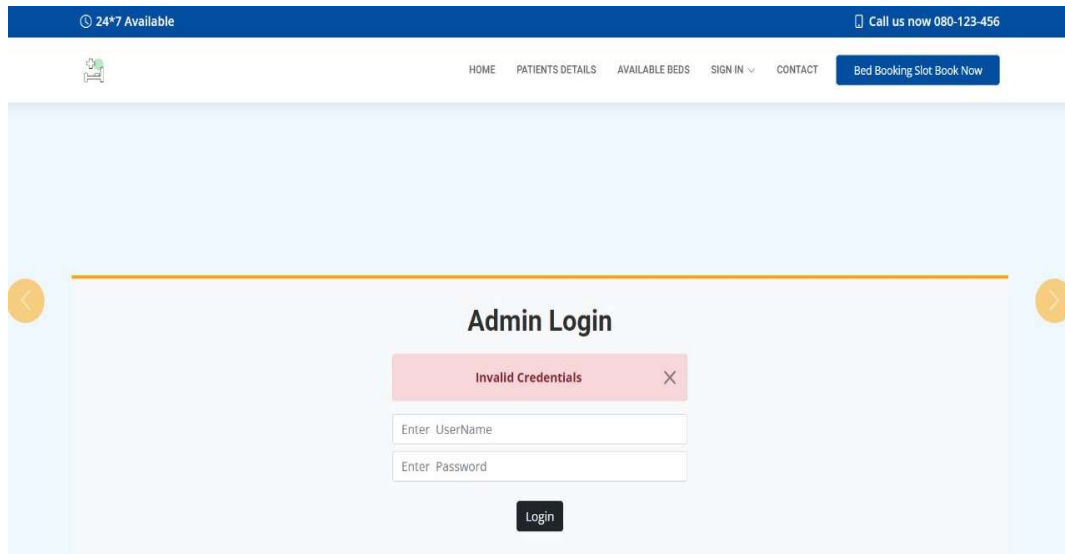 24*7 Available
Call us now 080-123-456
HOME PATIENTS DETAILS AVAILABLE BEDS SIGN IN CONTACT Bed Booking Slot Book Now
Admin Login
Invalid Credentials
Enter UserName
Enter Password
Login